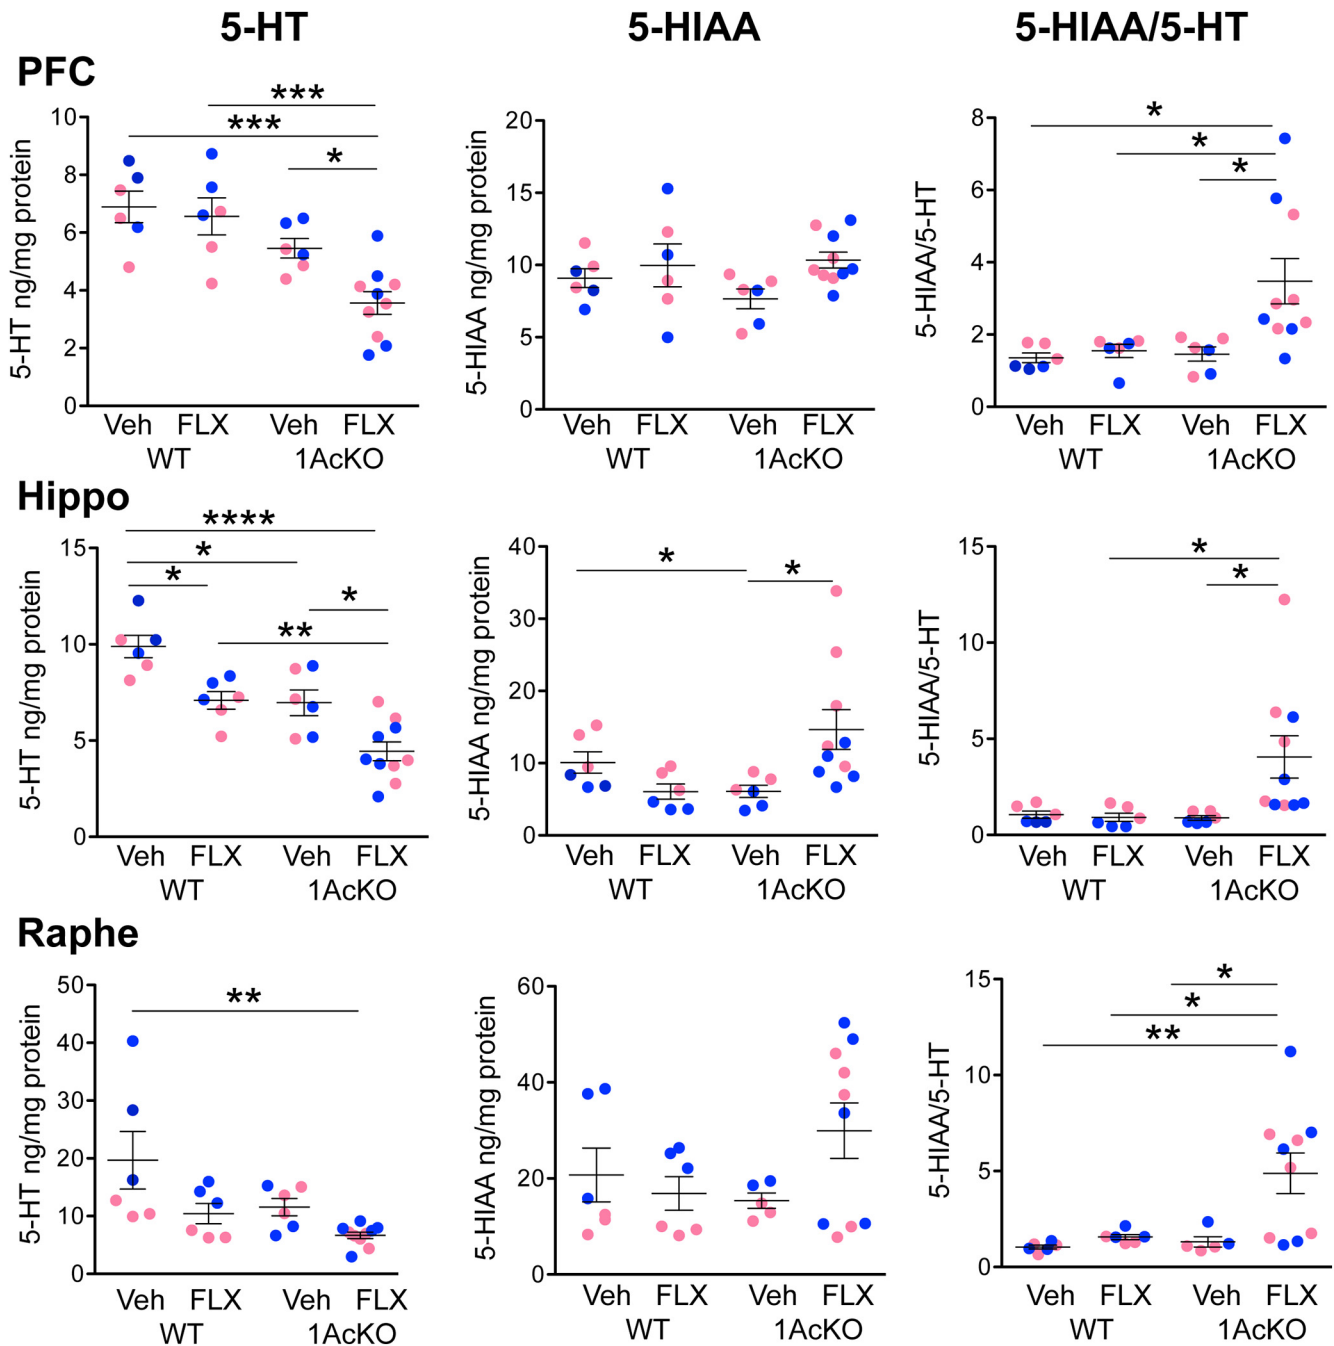 5-HT 5-HIAA 5-HIAA/5-HT
PFC
5-HT ng/mg protein
10
8
6
4
2
0
***
***
*
Veh FLX Veh FLX
WT 1AcKO
5-HIAA ng/mg protein
20
15
10
5
0
Veh FLX Veh FLX
WT 1AcKO
5-HIAA/5-HT
8
6
4
2
0
*
*
*
Veh FLX Veh FLX
WT 1AcKO
Hippo
5-HT ng/mg protein
15
10
5
0
****
*
*
*
**
Veh FLX Veh FLX
WT 1AcKO
5-HIAA ng/mg protein
40
30
20
10
0
*
*
Veh FLX Veh FLX
WT 1AcKO
5-HIAA/5-HT
15
10
5
0
*
*
Veh FLX Veh FLX
WT 1AcKO
Raphe
5-HT ng/mg protein
50
40
30
20
10
0
**
Veh FLX Veh FLX
WT 1AcKO
5-HIAA ng/mg protein
60
40
20
0
Veh FLX Veh FLX
WT 1AcKO
5-HIAA/5-HT
15
10
5
0
*
*
**
Veh FLX Veh FLX
WT 1AcKO